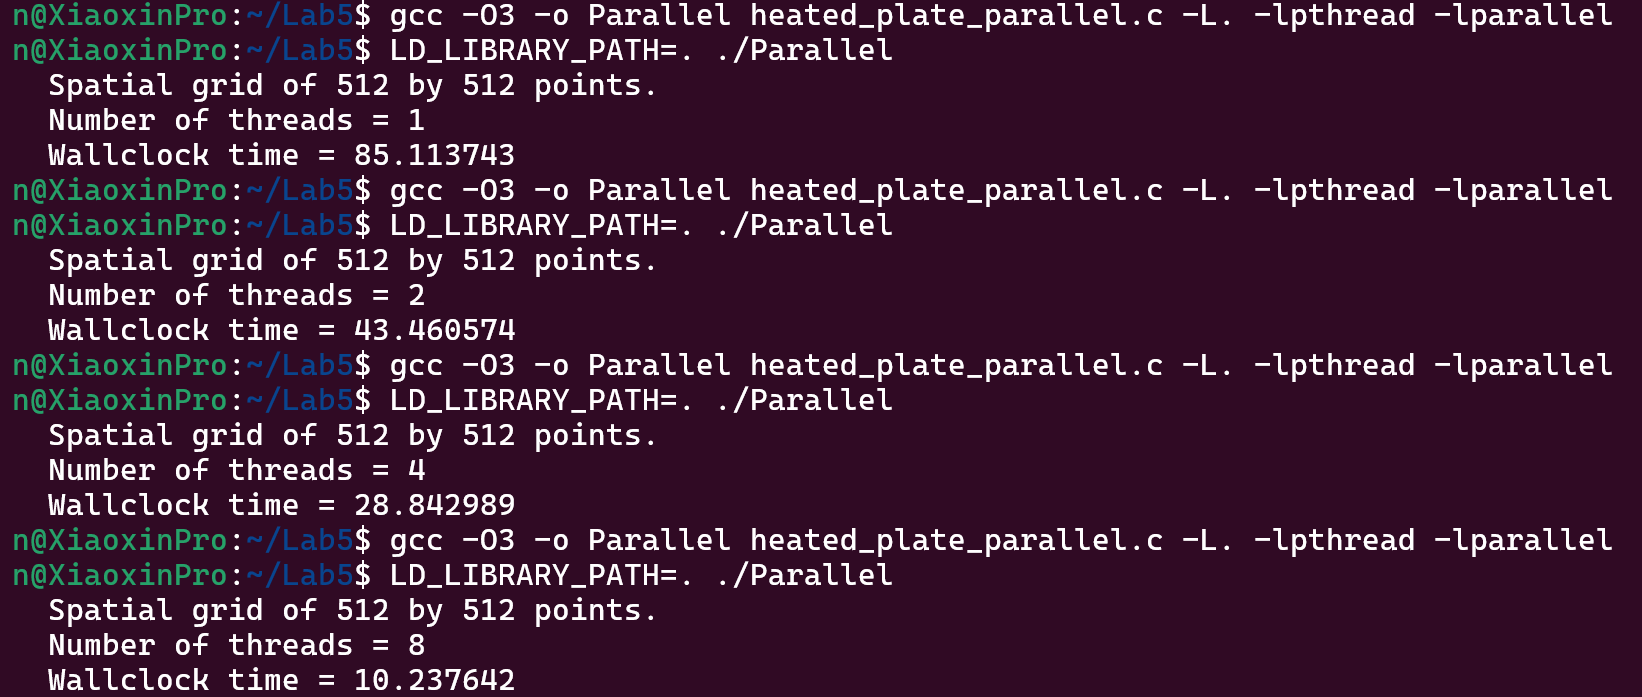 n@XiaoxinPro:~/Lab5$ gcc -O3 -o Parallel heated_plate_parallel.c -L. -lpthread -lparallel
n@XiaoxinPro:~/Lab5$ LD_LIBRARY_PATH=. ./Parallel
  Spatial grid of 512 by 512 points.
  Number of threads = 1
  Wallclock time = 85.113743
n@XiaoxinPro:~/Lab5$ gcc -O3 -o Parallel heated_plate_parallel.c -L. -lpthread -lparallel
n@XiaoxinPro:~/Lab5$ LD_LIBRARY_PATH=. ./Parallel
  Spatial grid of 512 by 512 points.
  Number of threads = 2
  Wallclock time = 43.460574
n@XiaoxinPro:~/Lab5$ gcc -O3 -o Parallel heated_plate_parallel.c -L. -lpthread -lparallel
n@XiaoxinPro:~/Lab5$ LD_LIBRARY_PATH=. ./Parallel
  Spatial grid of 512 by 512 points.
  Number of threads = 4
  Wallclock time = 28.842989
n@XiaoxinPro:~/Lab5$ gcc -O3 -o Parallel heated_plate_parallel.c -L. -lpthread -lparallel
n@XiaoxinPro:~/Lab5$ LD_LIBRARY_PATH=. ./Parallel
  Spatial grid of 512 by 512 points.
  Number of threads = 8
  Wallclock time = 10.237642